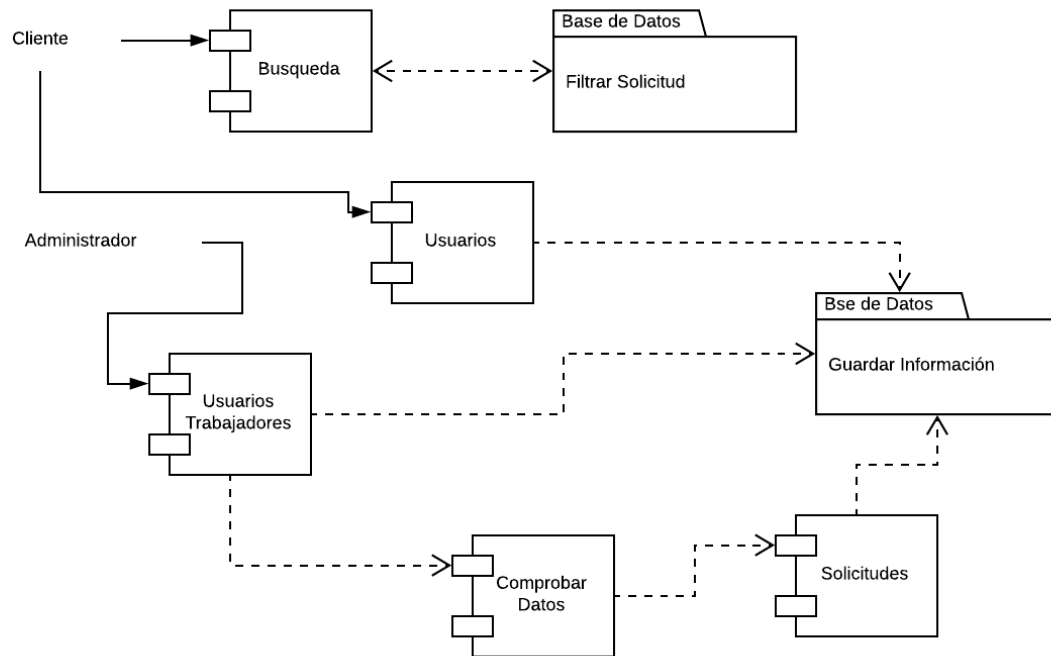 Base de Datos
Cliente
Busqueda
Filtrar Solicitud
Usuarios
Administrador
Bse de Datos
Guardar Información
Usuarios
Trabajadores
Comprobar
Datos
Solicitudes